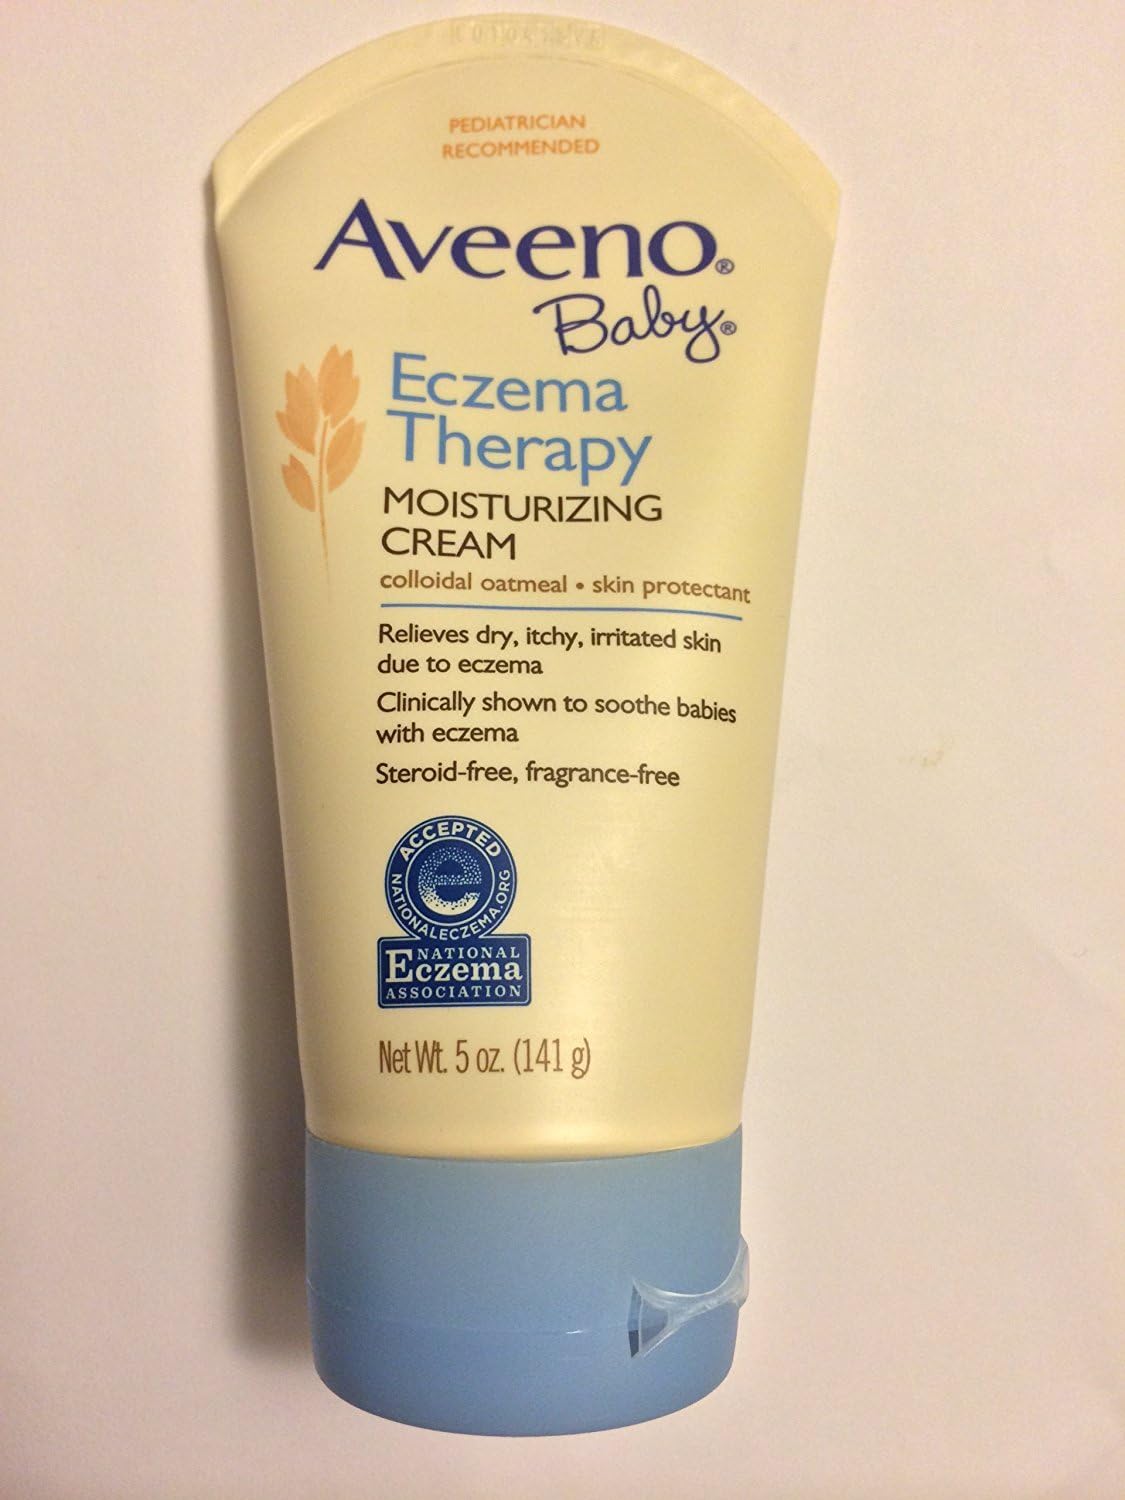 PEDIATRICIAN
RECOMMENDED
Aveeno®
Baby®
Eczema
Therapy
MOISTURIZING
CREAM
colloidal oatmeal • skin protectant
Relieves dry, itchy, irritated skin
due to eczema
Clinically shown to soothe babies
with eczema
Steroid-free, fragrance-free
ACCEPTED
e
NATIONALECZEMA.ORG
NATIONAL
Eczema
ASSOCIATION
Net Wt. 5 oz. (141 g)